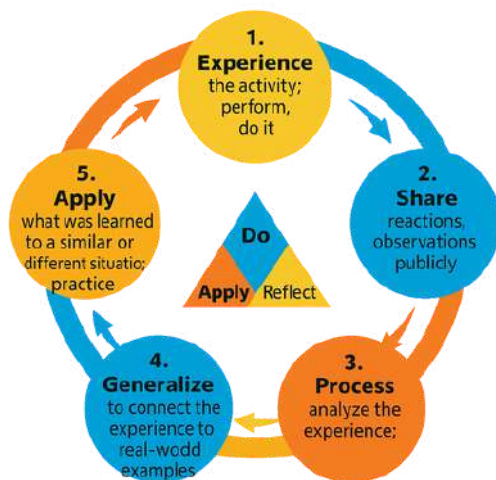 1.
Experience
the activity;
perform,
do it
2.
Share
reactions,
observations
publicly
3.
Process
analyze the
experience;
4.
Generalize
to connect the
experience to
real-wodd
examples
5.
Apply
what was learned
to a similar or
different situatio;
practice
Do
Apply Reflect